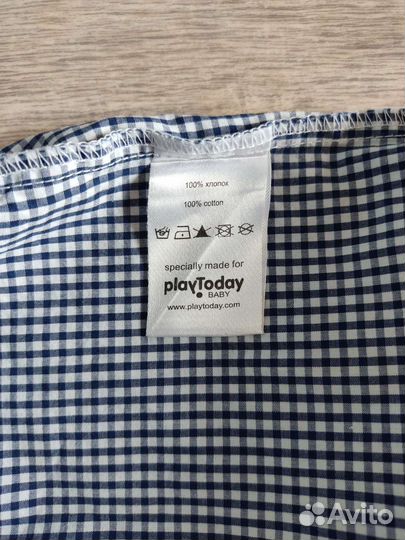 100% хлопок
100% cotton
specially made for
playToday
BABY
www.playtoday.com
Avito